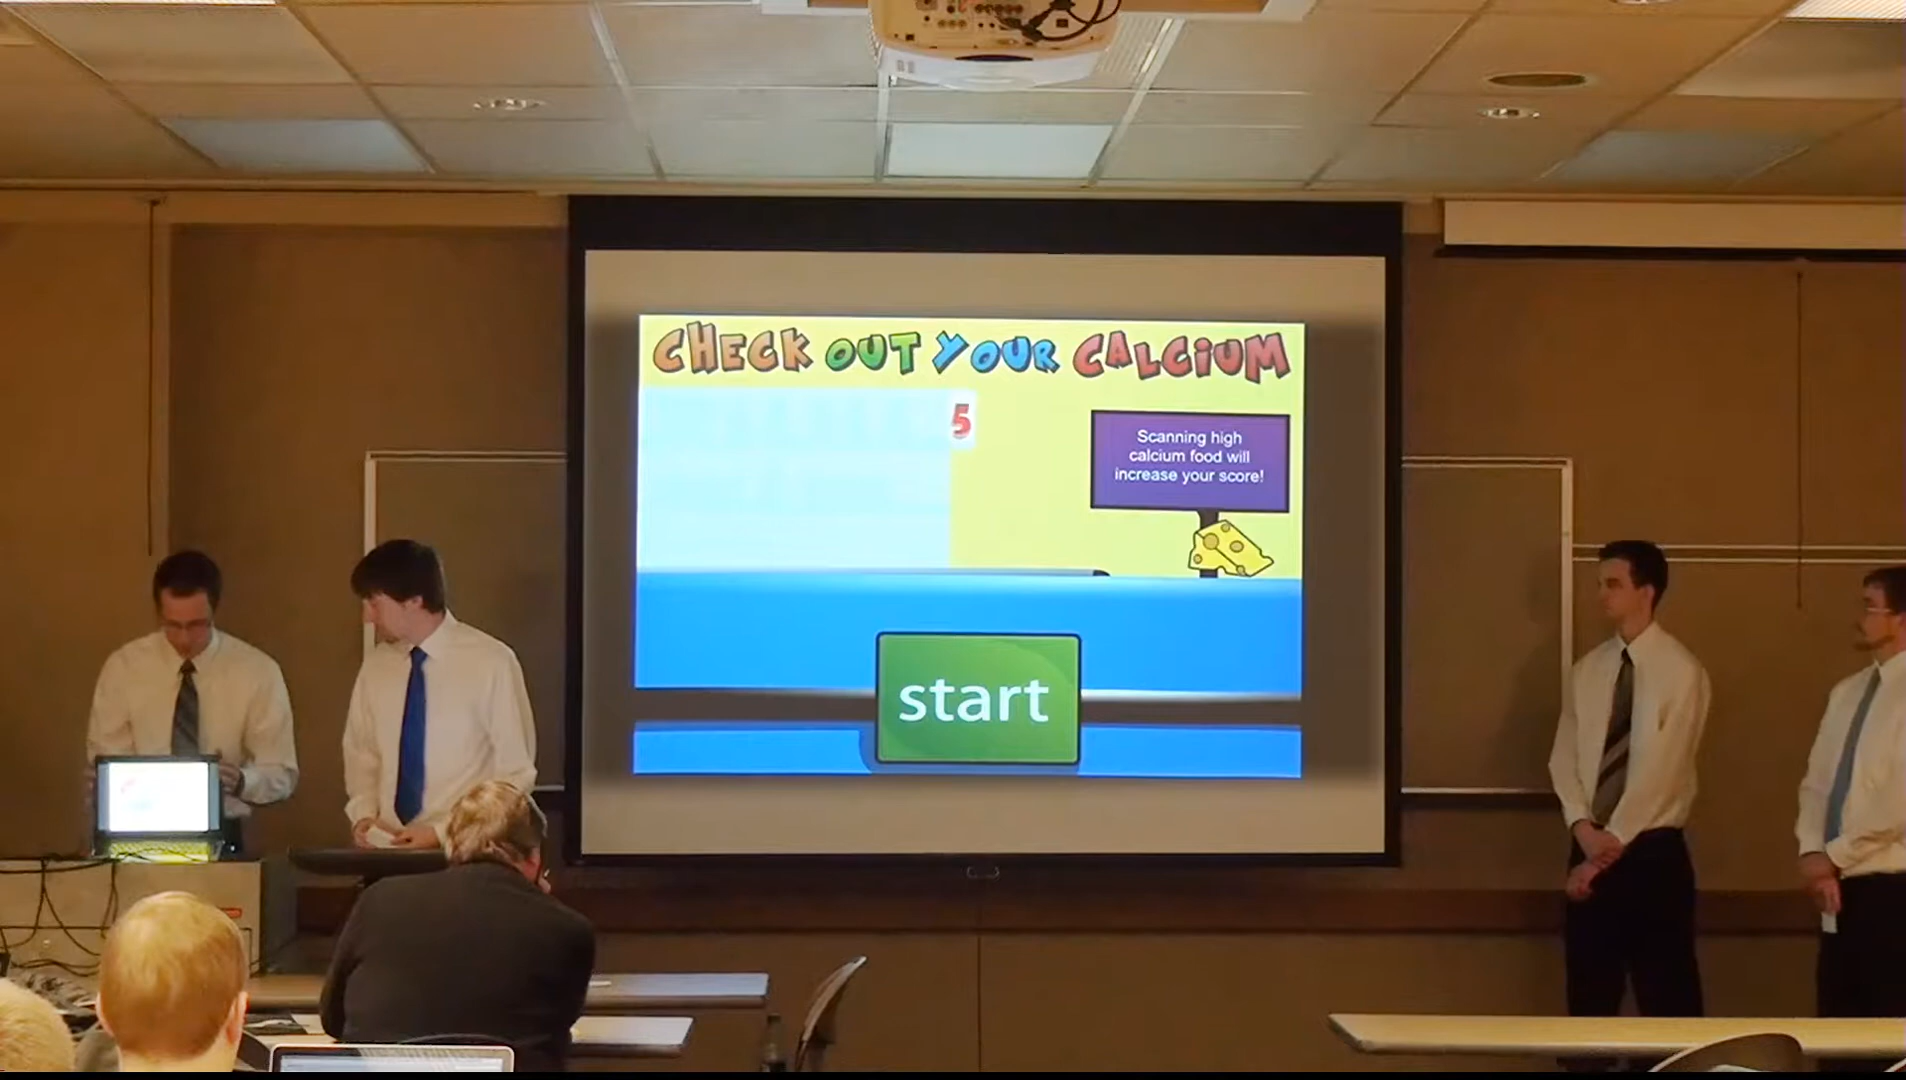 CHECK OUT YOUR CALCIUM
5
Scanning high
calcium food will
increase your score!
start